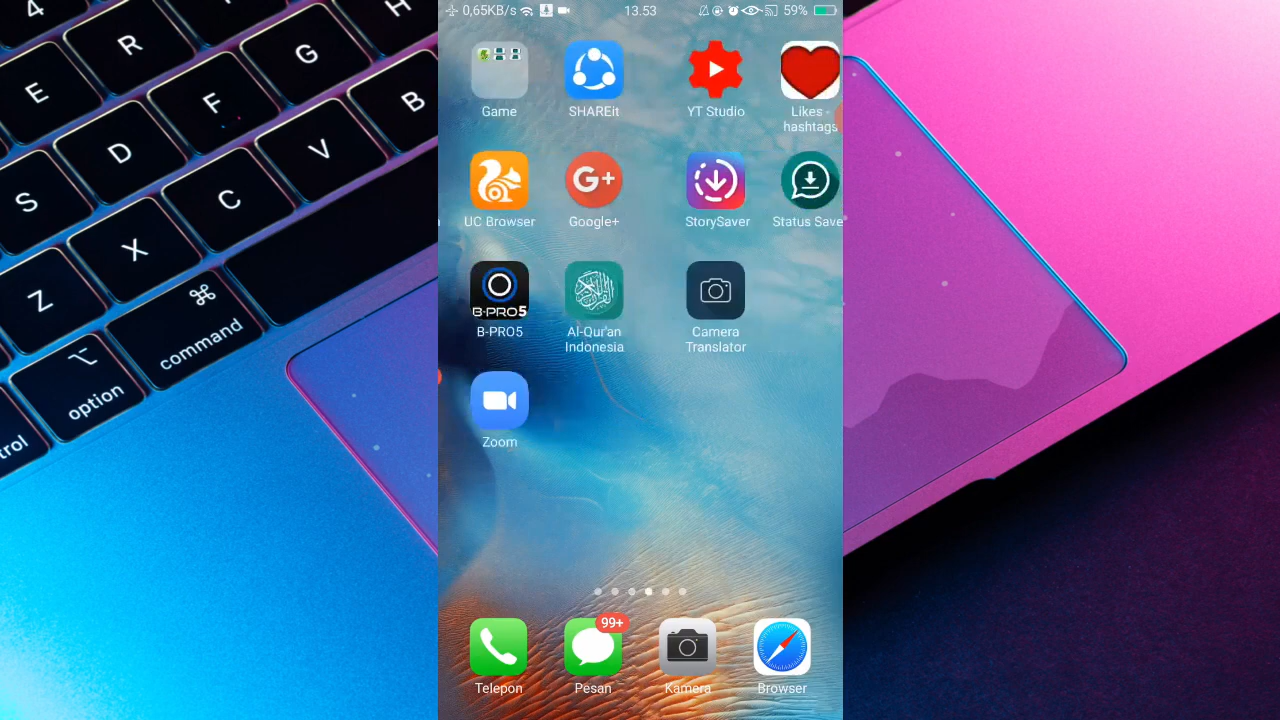 0,65KB/s
13.53
59%
Game
SHAREit
YT Studio
Likes -
hashtags
UC Browser
G+
Google+
StorySaver
Status Save
B-PRO5
B-PRO5
Al-Qur'an
Indonesia
Camera
Translator
Zoom
99+
Telepon
Pesan
Kamera
Browser
4
R
G
H
E
F
B
D
V
S
C
X
Z
⌘
command
⌥
option
trol